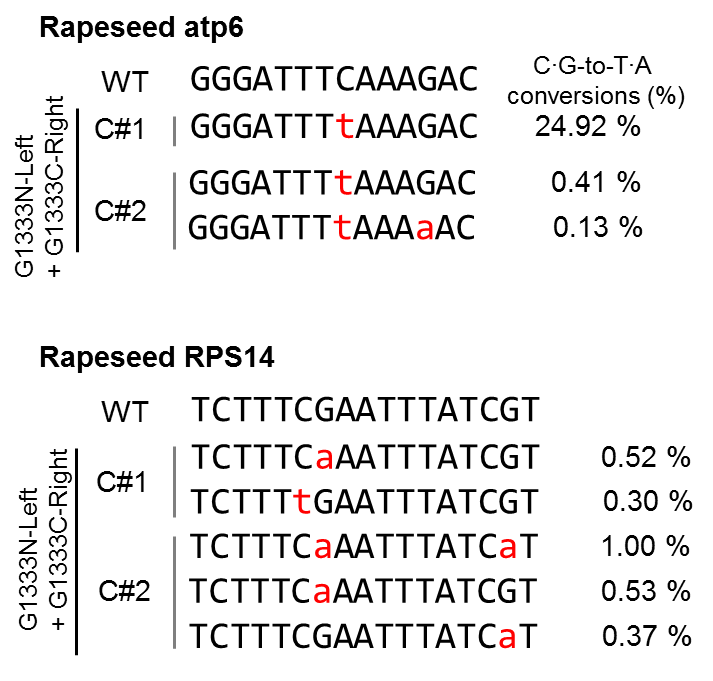 Rapeseed atp6
WT GGGATTTCAAAGAC C·G-to-T·A
conversions (%)
G1333N-Left
+ G1333C-Right
C#1 GGGATTTtAAAGAC 24.92 %
C#2
GGGATTTtAAAGAC 0.41 %
GGGATTTtAAAaAC 0.13 %
Rapeseed RPS14
WT TCTTTCGAATTTATCGT
G1333N-Left
+ G1333C-Right
C#1
TCTTTCaAATTTATCGT 0.52 %
TCTTTtGAATTTATCGT 0.30 %
C#2
TCTTTCaAATTTATCaT 1.00 %
TCTTTCaAATTTATCGT 0.53 %
TCTTTCGAATTTATCaT 0.37 %